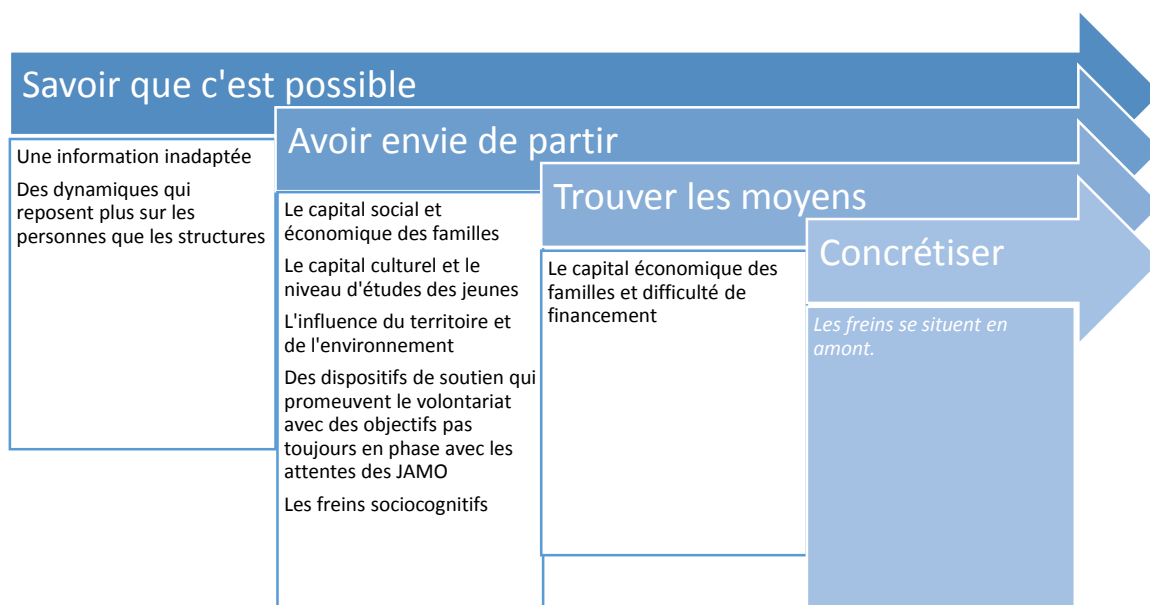 Savoir que c'est possible
Une information inadaptée
Des dynamiques qui
reposent plus sur les
personnes que les structures
Avoir envie de partir
Le capital social et
économique des familles
Le capital culturel et le
niveau d'études des jeunes
L'influence du territoire et
de l'environnement
Des dispositifs de soutien qui
promeuvent le volontariat
avec des objectifs pas
toujours en phase avec les
attentes des JAMO
Les freins sociocognitifs
Trouver les moyens
Le capital économique des
familles et difficulté de
financement
Concrétiser
Les freins se situent en
amont.